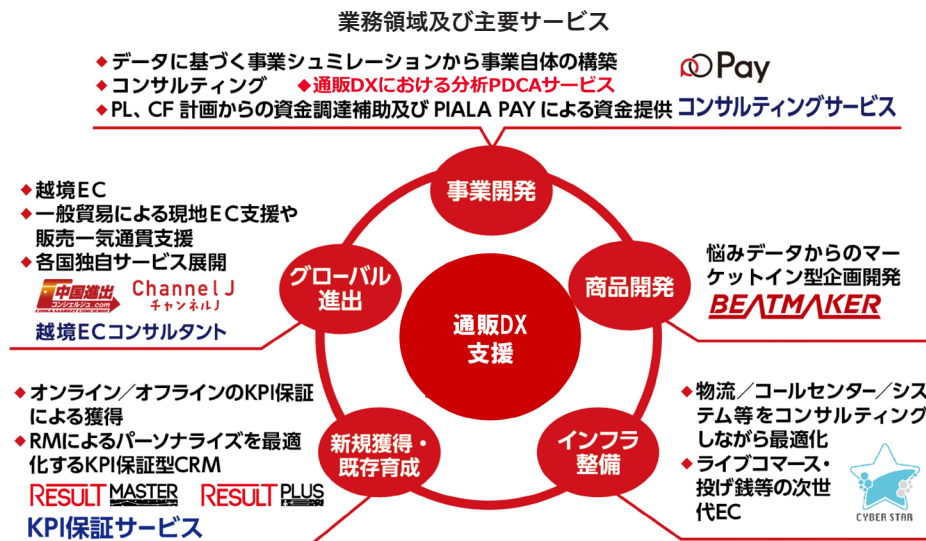 業務領域及び主要サービス
◆データに基づく事業シュミレーションから事業自体の構築
◆コンサルティング ◆通販DXにおける分析PDCAサービス
◆PL、CF 計画からの資金調達補助及び PIALA PAY による資金提供
Pay
コンサルティングサービス
事業開発
◆越境EC
◆一般貿易による現地EC支援や
販売一気通貫支援
◆各国独自サービス展開
中国進出
コンシェルジュ.com
CHINA MARKET CONCIERGE
Channel J
チャンネルJ
越境ECコンサルタント
グローバル
進出
通販DX
支援
商品開発
悩みデータからのマー
ケットイン型企画開発
BEATMAKER
◆オンライン/オフラインのKPI保証
による獲得
◆RMによるパーソナライズを最適
化するKPI保証型CRM
RESULT MASTER
RESULT PLUS
KPI保証サービス
新規獲得・
既存育成
インフラ
整備
◆物流/コールセンター/シス
テム等をコンサルティング
しながら最適化
◆ライブコマース・
投げ銭等の次世
代EC
CYBER STAR